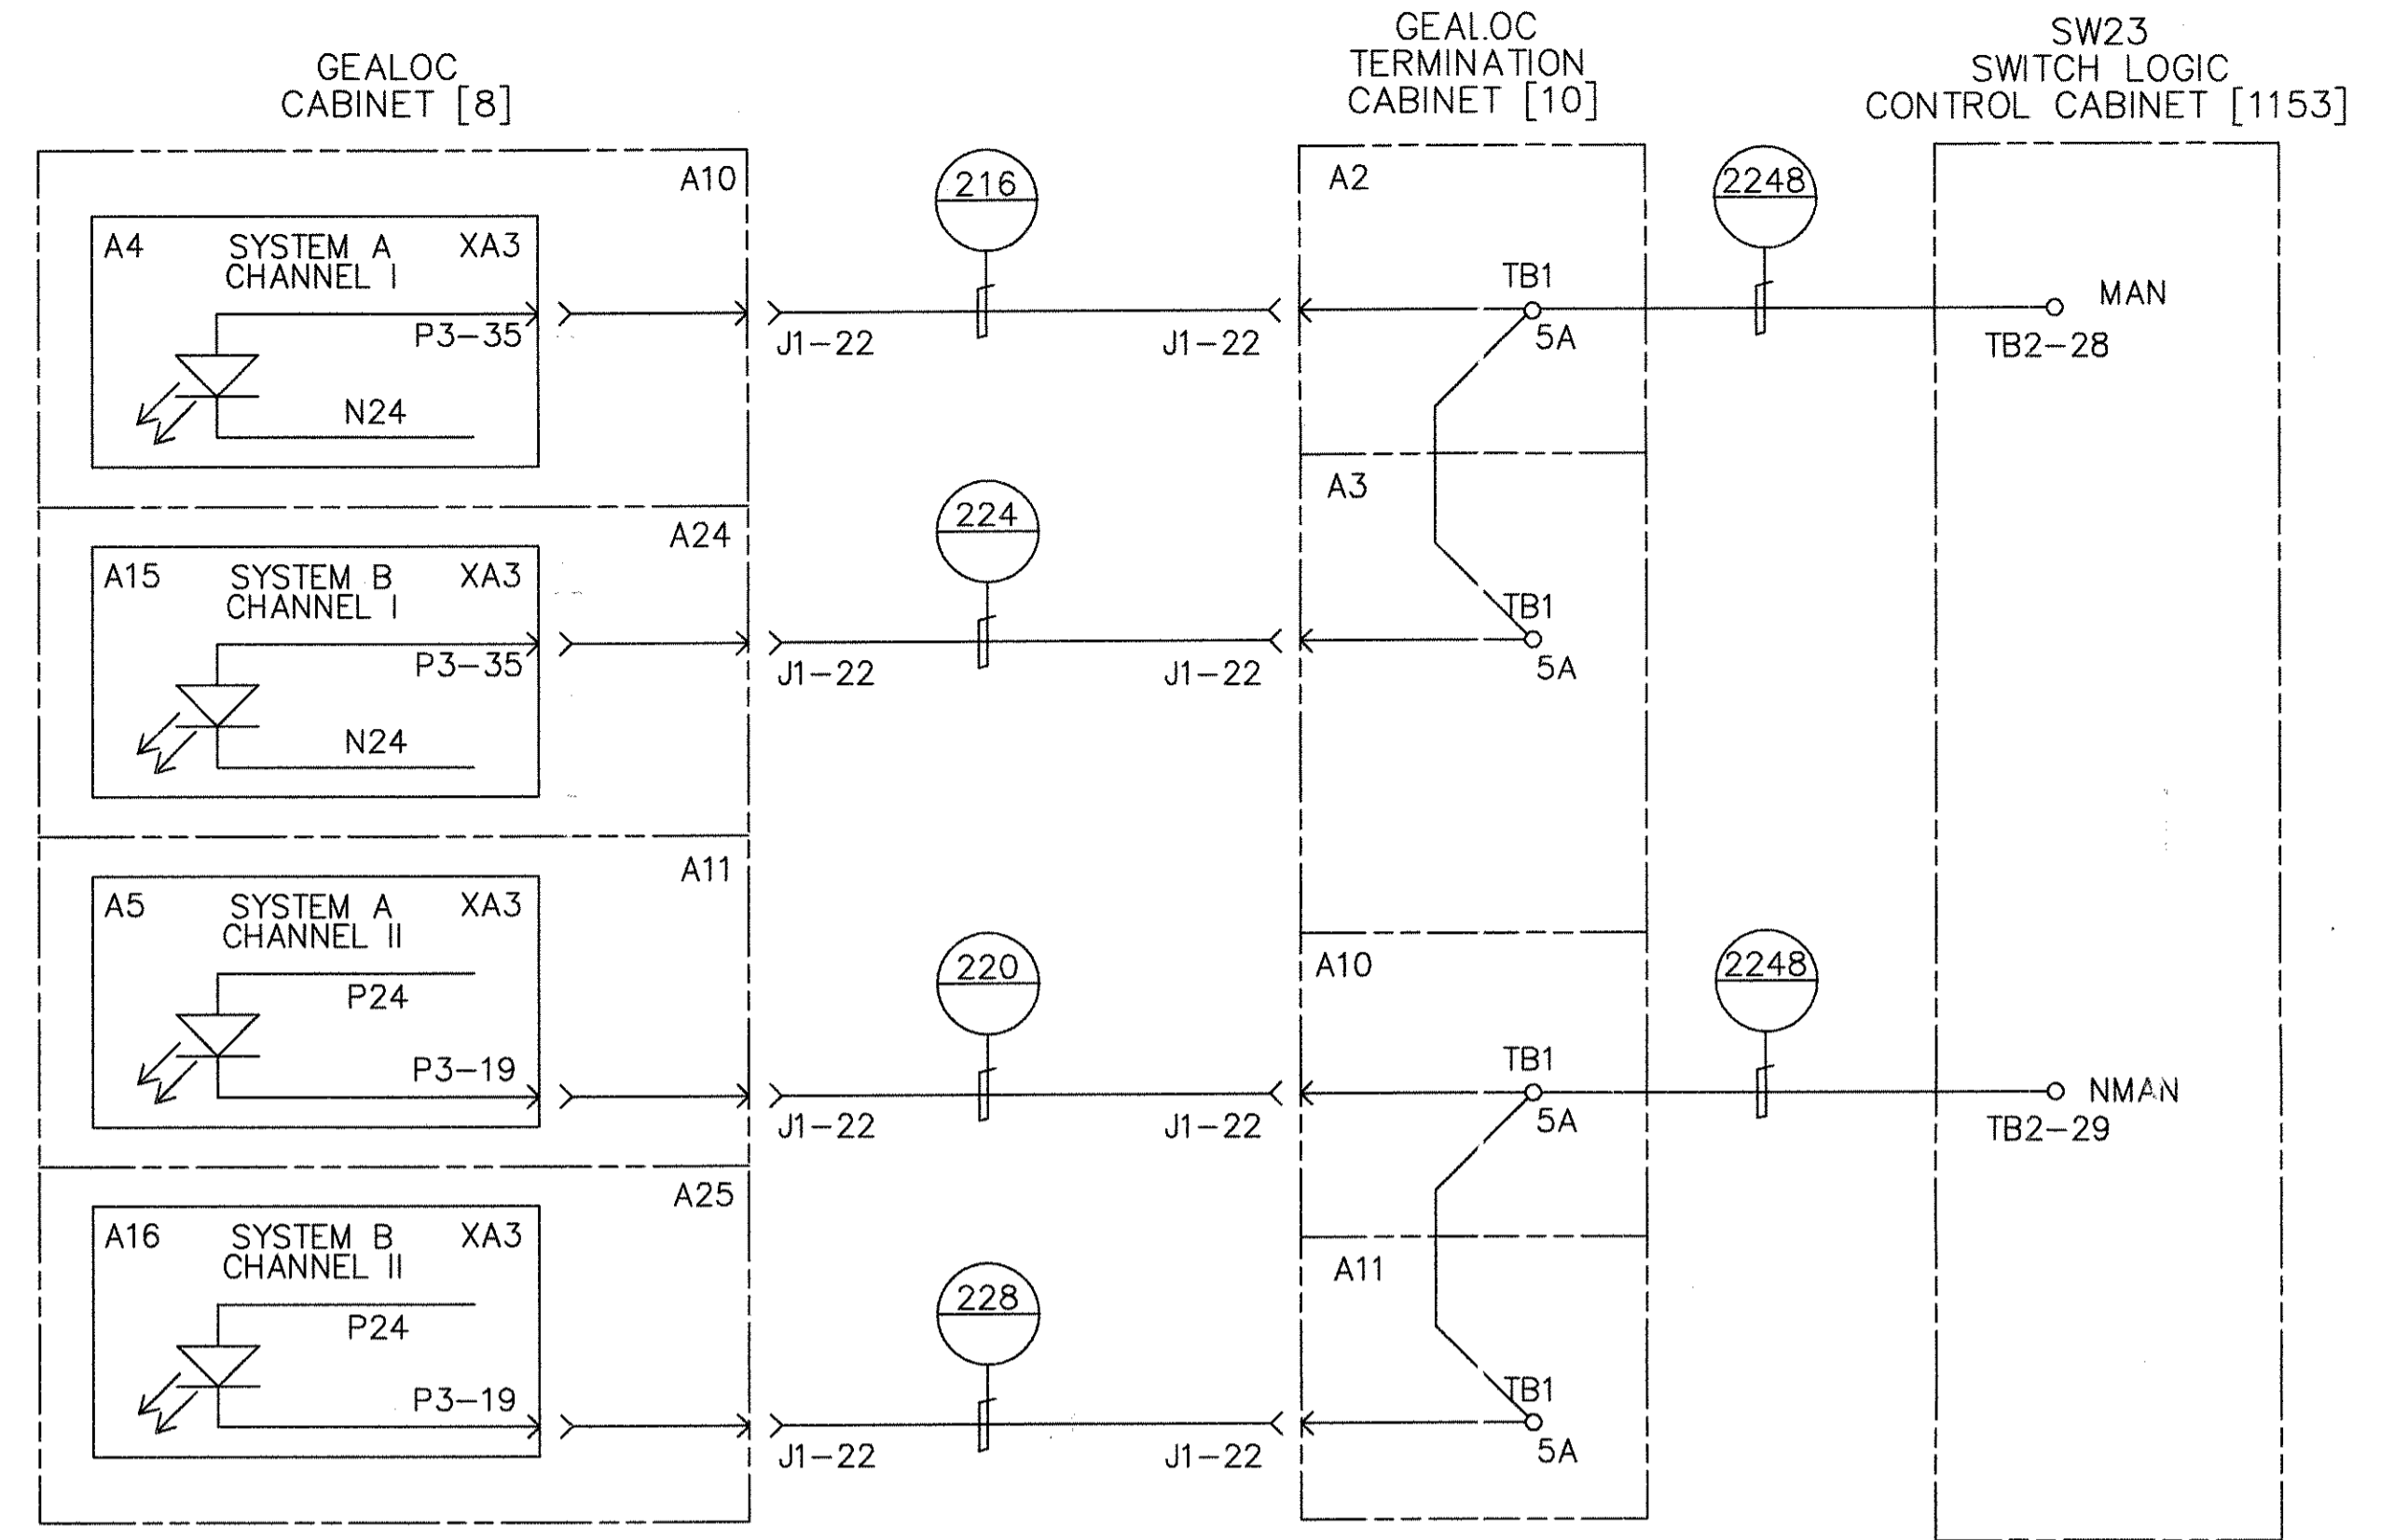 GEALOC
CABINET [8]
GEALOC
TERMINATION
CABINET [10]
SW23
SWITCH LOGIC
CONTROL CABINET [1153]
A10
A4
SYSTEM A
CHANNEL I
XA3
P3-35
N24
216
J1-22
J1-22
A2
TB1
5A
2248
MAN
TB2-28
A24
A15
SYSTEM B
CHANNEL I
XA3
P3-35
N24
224
J1-22
J1-22
A3
TB1
5A
A11
A5
SYSTEM A
CHANNEL II
XA3
P24
P3-19
220
J1-22
J1-22
A10
TB1
5A
2248
NMAN
TB2-29
A25
A16
SYSTEM B
CHANNEL II
XA3
P24
P3-19
228
J1-22
J1-22
A11
TB1
5A